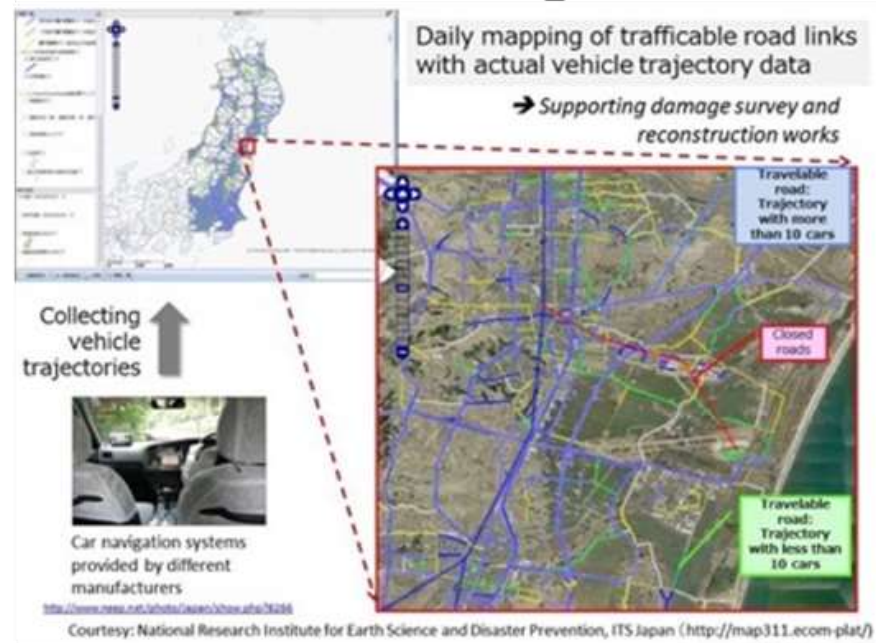 Daily mapping of trafficable road links
with actual vehicle trajectory data
➔ Supporting damage survey and
reconstruction works
Travelable
road:
Trajectory
with more
than 10 cars
Collecting
vehicle
trajectories
Closed
roads
Travelable
road:
Trajectory
with less than
10 cars
Car navigation systems
provided by different
manufacturers
Courtesy: National Research Institute for Earth Science and Disaster Prevention, ITS Japan (http://map311.ecom-plat/)